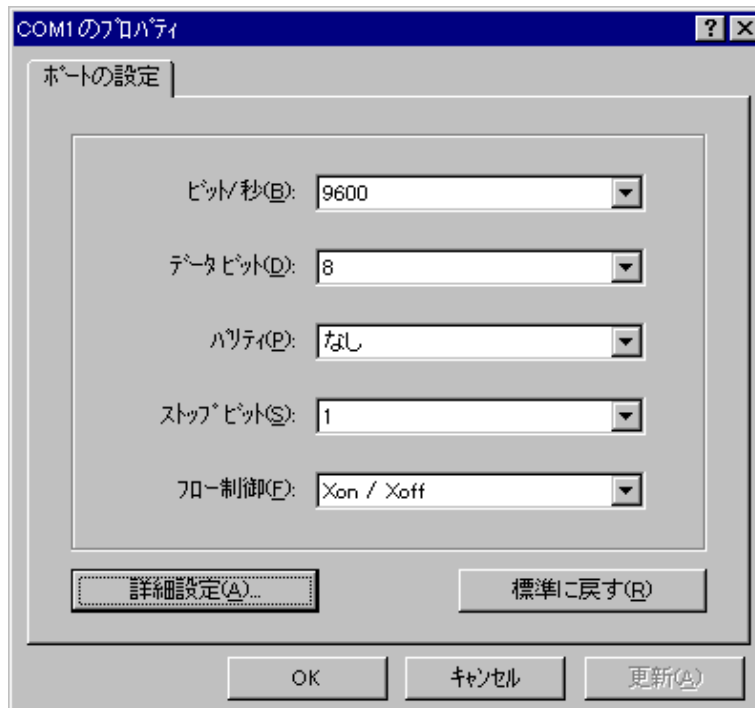 COM1のﾌﾟﾛﾊﾟﾃｨ
ﾎﾟｰﾄの設定
ﾋﾞｯﾄ/秒(B): 9600
ﾃﾞｰﾀ ﾋﾞｯﾄ(D): 8
ﾊﾟﾘﾃｨ(P): なし
ｽﾄｯﾌﾟ ﾋﾞｯﾄ(S): 1
ﾌﾛｰ制御(F): Xon / Xoff
詳細設定(A)... 標準に戻す(R)
OK ｷｬﾝｾﾙ 更新(A)